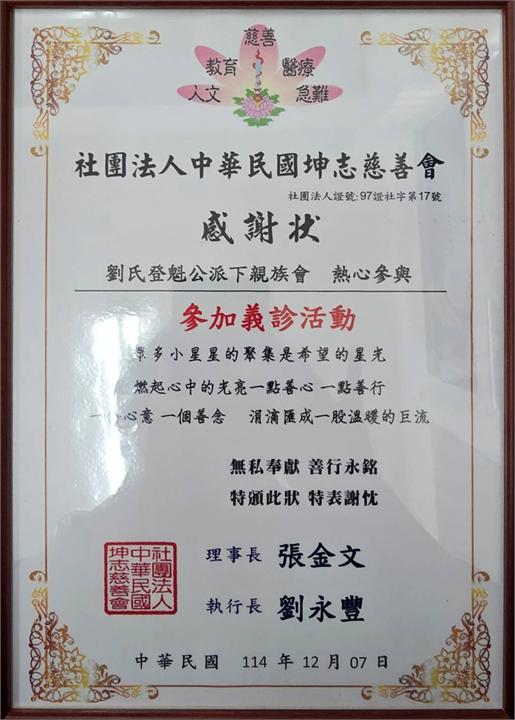 慈善
教育 醫療
人文 急難
社團法人中華民國坤志慈善會
社團法人證號:97證社字第17號
感謝狀
劉氏登魁公派下親族會 熱心參與
參加義診活動
多小星星的聚集是希望的星光
燃起心中的光亮一點善心 一點善行
心意 一個善念 涓滴匯成一股溫暖的巨流
無私奉獻 善行永銘
特頒此狀 特表謝忱
社團法人
中華民國
坤志慈善會
理事長 張金文
執行長 劉永豐
中華民國 114 年 12 月 07 日